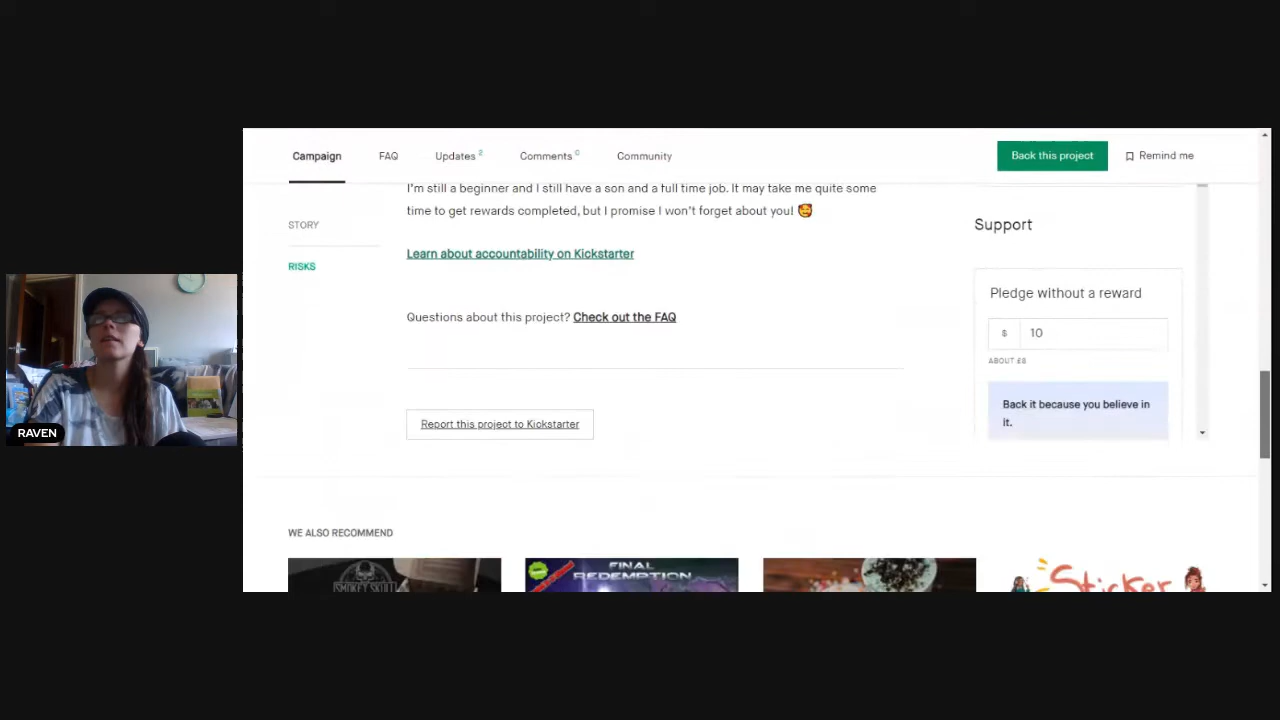 Campaign
FAQ
Updates 2
Comments 0
Community
Back this project
Remind me
I'm still a beginner and I still have a son and a full time job. It may take me quite some
time to get rewards completed, but I promise I won't forget about you! 🥰
STORY
RISKS
Learn about accountability on Kickstarter
Questions about this project? Check out the FAQ
Report this project to Kickstarter
Support
Pledge without a reward
$ 10
ABOUT £8
Back it because you believe in
it.
RAVEN
WE ALSO RECOMMEND
SMOKEY SKULL
FINAL
REDEMPTION
Sticker